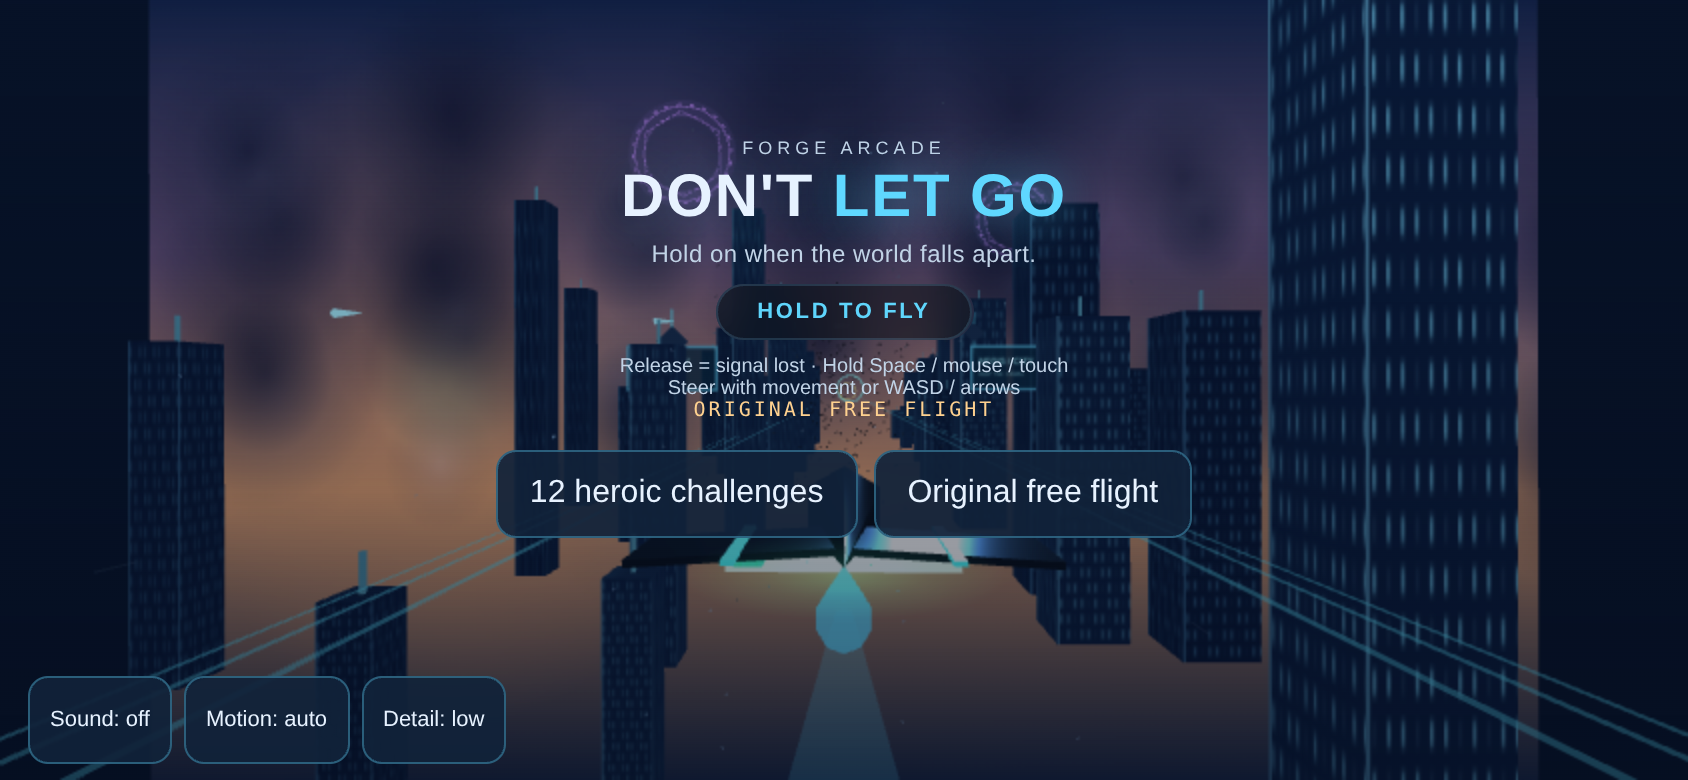 FORGE ARCADE
DON'T LET GO
Hold on when the world falls apart.
HOLD TO FLY
Release = signal lost · Hold Space / mouse / touch
Steer with movement or WASD / arrows
ORIGINAL FREE FLIGHT
12 heroic challenges
Original free flight
Sound: off
Motion: auto
Detail: low